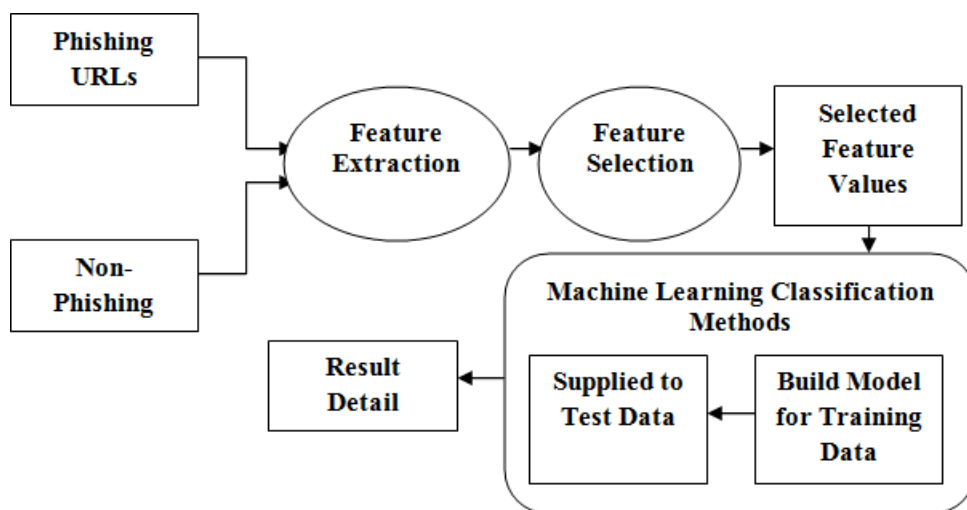 Phishing
URLs
Feature
Extraction
Feature
Selection
Selected
Feature
Values
Non-
Phishing
Machine Learning Classification
Methods
Result
Detail
Supplied to
Test Data
Build Model
for Training
Data